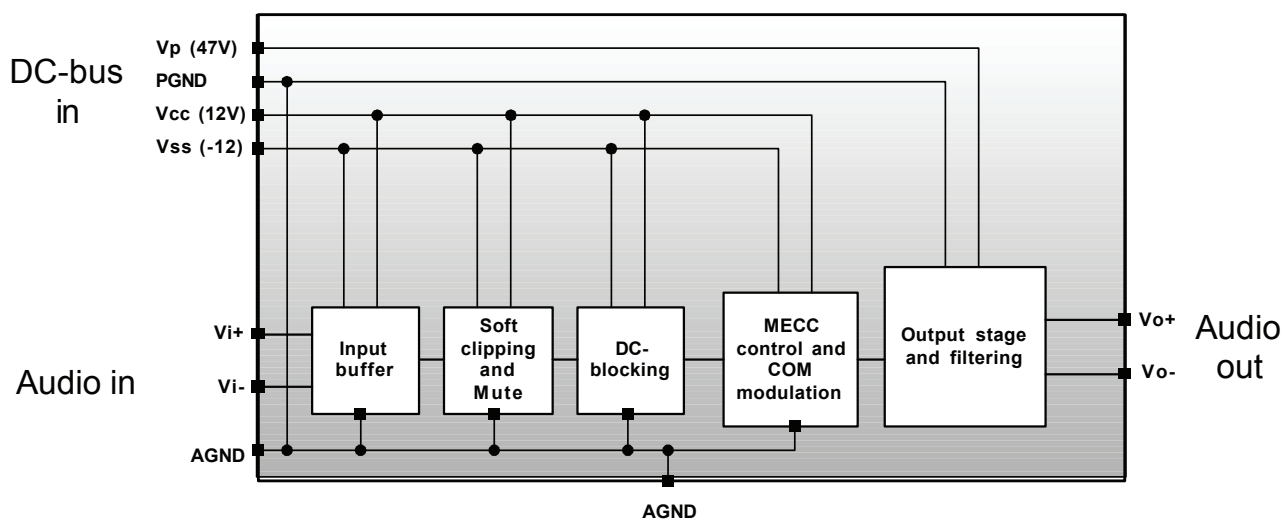 DC-bus
in
Vp (47V)
PGND
Vcc (12V)
Vss (-12)
Audio in
Vi+
Vi-
AGND
Input
buffer
Soft
clipping
and
Mute
DC-
blocking
MECC
control and
COM
modulation
Output stage
and filtering
Vo+
Vo-
Audio
out
AGND